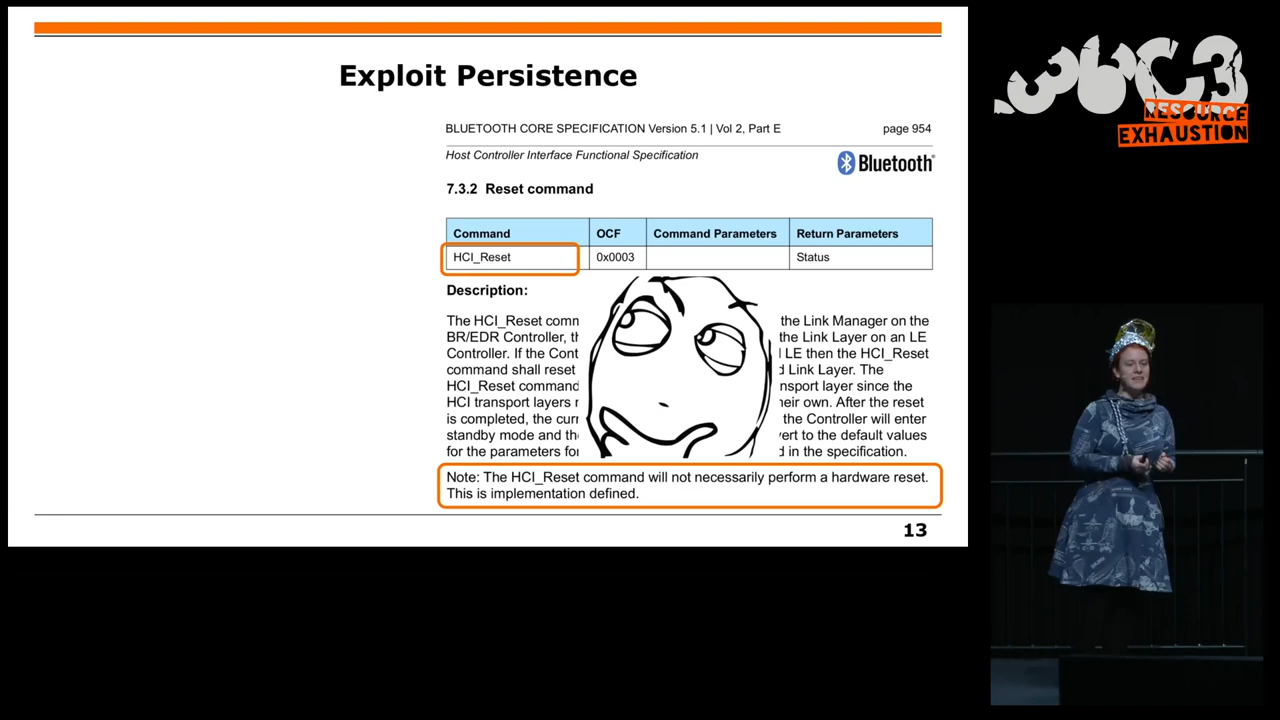 Exploit Persistence
BLUETOOTH CORE SPECIFICATION Version 5.1 | Vol 2, Part E page 954
Host Controller Interface Functional Specification
Bluetooth®
7.3.2 Reset command
Command OCF Command Parameters Return Parameters
HCI_Reset 0x0003 Status
Description:
The HCI_Reset comm the Link Manager on the
BR/EDR Controller, th the Link Layer on an LE
Controller. If the Cont LE then the HCI_Reset
command shall reset Link Layer. The
HCI_Reset command nsport layer since the
HCI transport layers their own. After the reset
is completed, the curr the Controller will enter
standby mode and the vert to the default values
for the parameters for in the specification.
Note: The HCI_Reset command will not necessarily perform a hardware reset.
This is implementation defined.
13
36C3
RESOURCE
EXHAUSTION